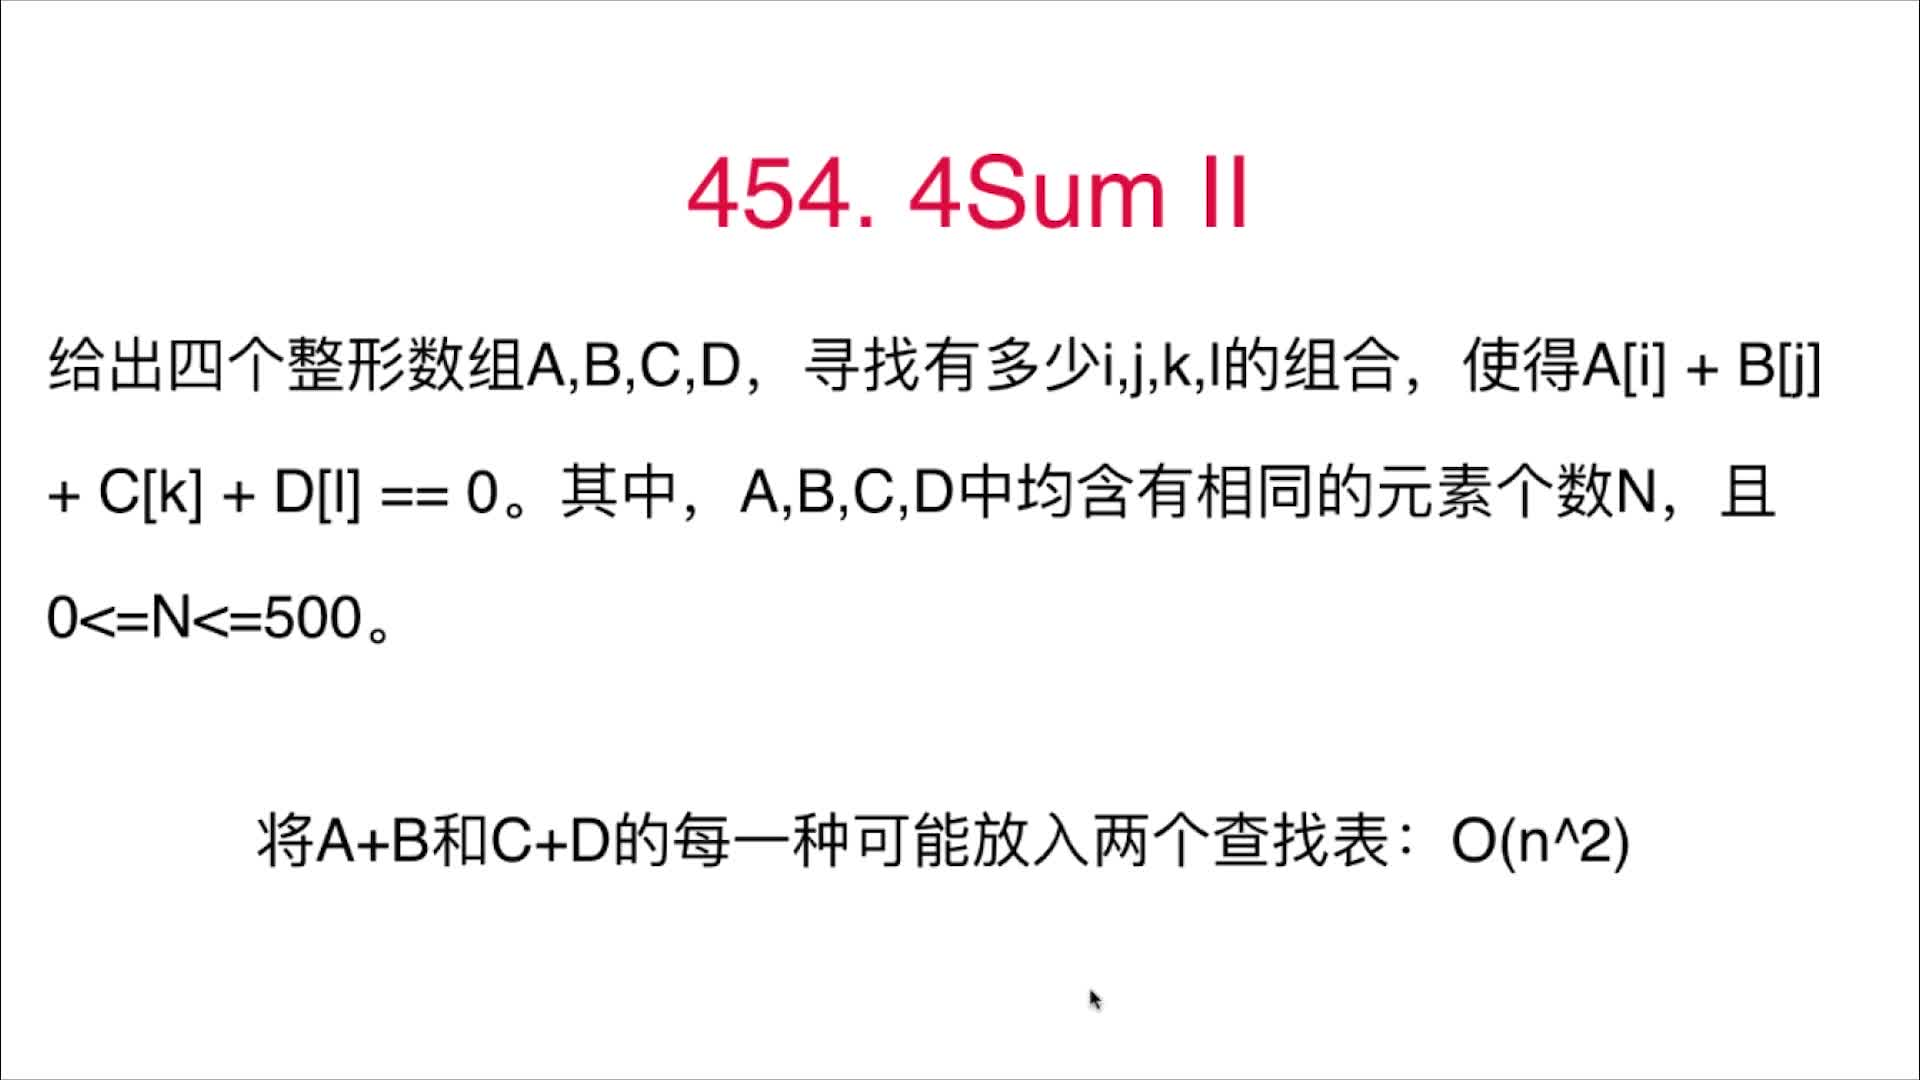 454. 4Sum II
给出四个整形数组A,B,C,D，寻找有多少i,j,k,l的组合，使得A[i] + B[j]
+ C[k] + D[l] == 0。其中，A,B,C,D中均含有相同的元素个数N，且
0<=N<=500。
将A+B和C+D的每一种可能放入两个查找表：O(n^2)